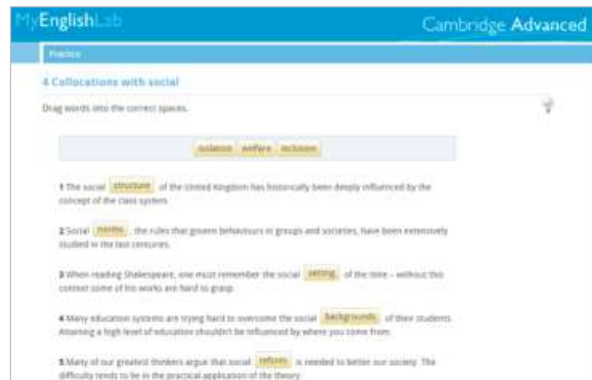 MyEnglishLab
Cambridge Advanced
Practice
4 Collocations with social
Drag words into the correct spaces.
isolation welfare inclusion
1 The social structure of the United Kingdom has historically been deeply influenced by the
concept of the class system.
2 Social norms, the rules that govern behaviours in groups and societies, have been extensively
studied in the last centuries.
3 When reading Shakespeare, one must remember the social setting of the time – without this
context some of his works are hard to grasp.
4 Many education systems are trying hard to overcome the social backgrounds of their students.
Attaining a high level of education shouldn't be influenced by where you come from.
5 Many of our greatest thinkers argue that social reform is needed to better our society. The
difficulty tends to lie in the practical application of the theory.